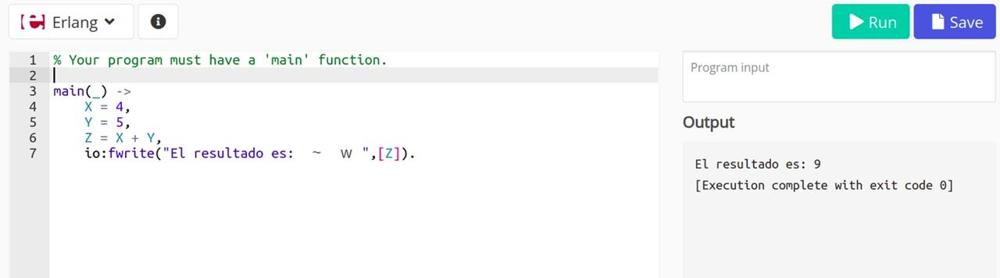 Erlang
Run
Save
1 % Your program must have a 'main' function.
2
3 main(_) ->
4     X = 4,
5     Y = 5,
6     Z = X + Y,
7     io:fwrite("El resultado es:  ~  w ",[Z]).
Program input
Output
El resultado es: 9
[Execution complete with exit code 0]